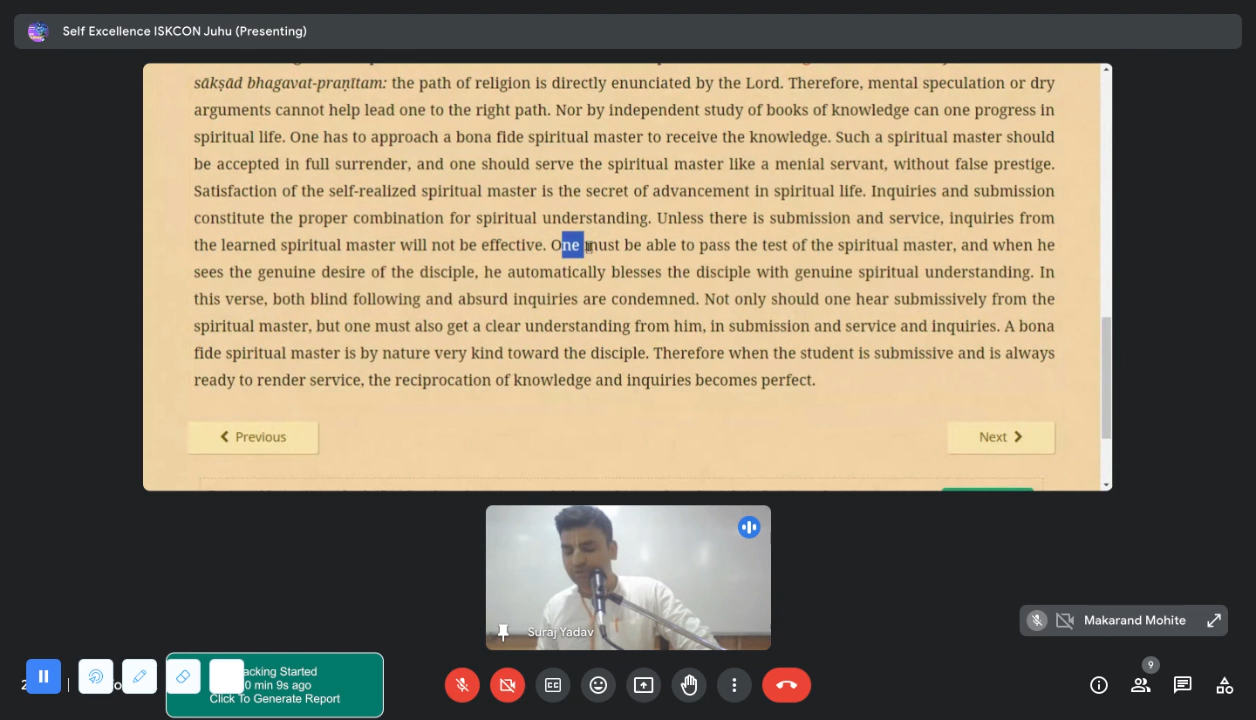 Self Excellence ISKCON Juhu (Presenting)
sākṣād bhagavat-praṇītam: the path of religion is directly enunciated by the Lord. Therefore, mental speculation or dry
arguments cannot help lead one to the right path. Nor by independent study of books of knowledge can one progress in
spiritual life. One has to approach a bona fide spiritual master to receive the knowledge. Such a spiritual master should
be accepted in full surrender, and one should serve the spiritual master like a menial servant, without false prestige.
Satisfaction of the self-realized spiritual master is the secret of advancement in spiritual life. Inquiries and submission
constitute the proper combination for spiritual understanding. Unless there is submission and service, inquiries from
the learned spiritual master will not be effective. One must be able to pass the test of the spiritual master, and when he
sees the genuine desire of the disciple, he automatically blesses the disciple with genuine spiritual understanding. In
this verse, both blind following and absurd inquiries are condemned. Not only should one hear submissively from the
spiritual master, but one must also get a clear understanding from him, in submission and service and inquiries. A bona
fide spiritual master is by nature very kind toward the disciple. Therefore when the student is submissive and is always
ready to render service, the reciprocation of knowledge and inquiries becomes perfect.
Previous
Next
Suraj Yadav
Makarand Mohite
acking Started
0 min 9s ago
Click To Generate Report
9